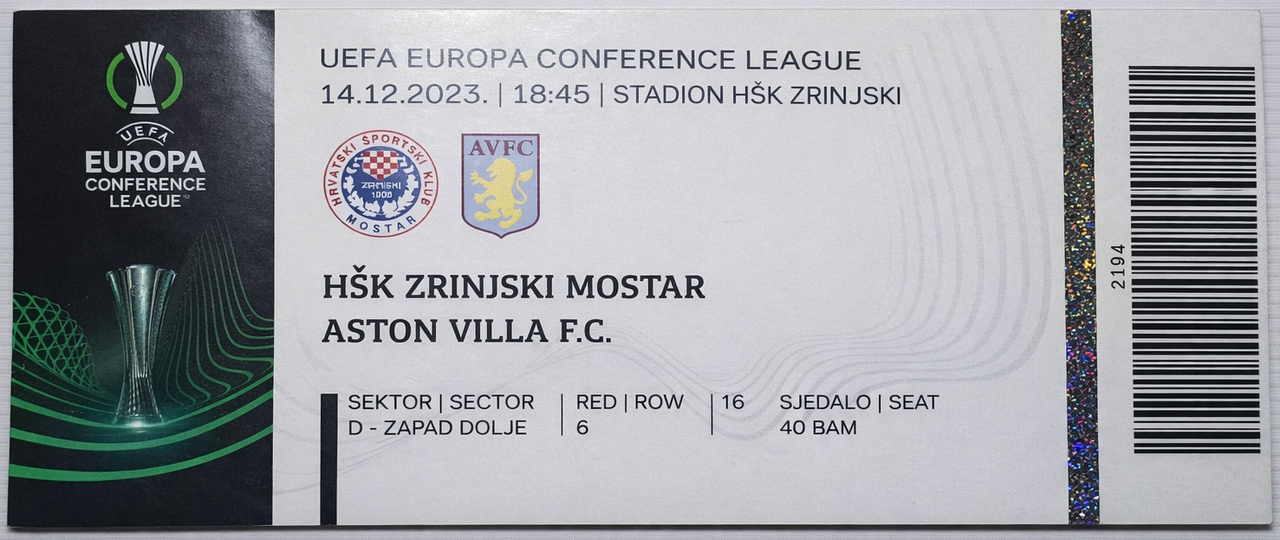 UEFA
EUROPA
CONFERENCE
LEAGUE
UEFA EUROPA CONFERENCE LEAGUE
14.12.2023. | 18:45 | STADION HŠK ZRINJSKI
HRVATSKI ŠPORTSKI KLUB
MOSTAR
AVFC
HŠK ZRINJSKI MOSTAR
ASTON VILLA F.C.
SEKTOR | SECTOR
D - ZAPAD DOLJE
RED | ROW
6
16
SJEDALO | SEAT
40 BAM
2194